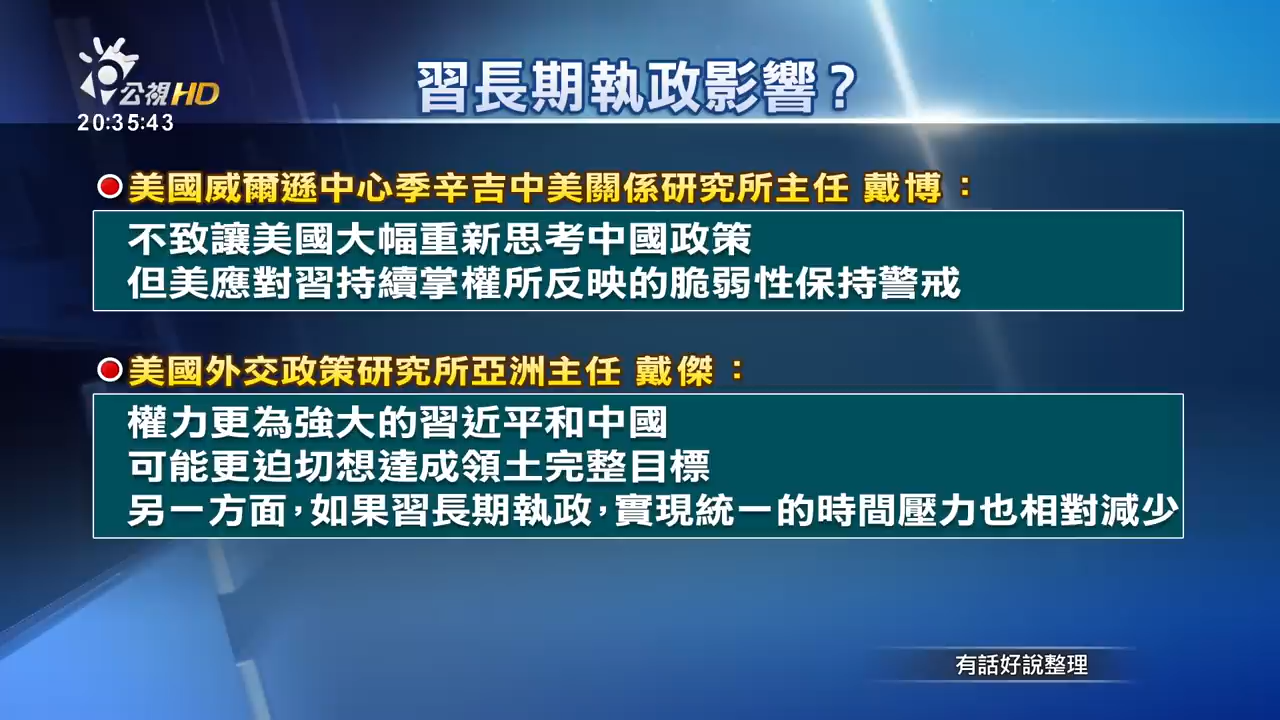 公視HD
20:35:43
習長期執政影響？
美國威爾遜中心季辛吉中美關係研究所主任 戴博：
不致讓美國大幅重新思考中國政策
但美應對習持續掌權所反映的脆弱性保持警戒
美國外交政策研究所亞洲主任 戴傑：
權力更為強大的習近平和中國
可能更迫切想達成領土完整目標
另一方面，如果習長期執政，實現統一的時間壓力也相對減少
有話好說整理